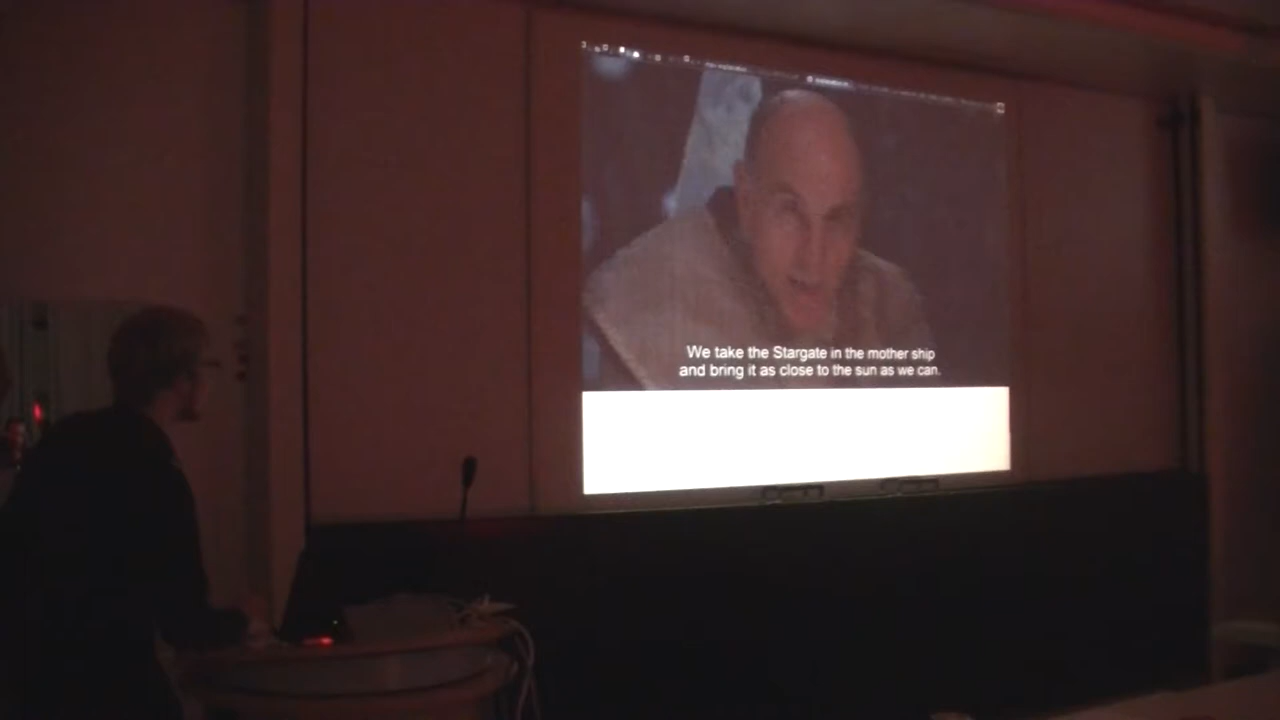 We take the Stargate in the mother ship
and bring it as close to the sun as we can.